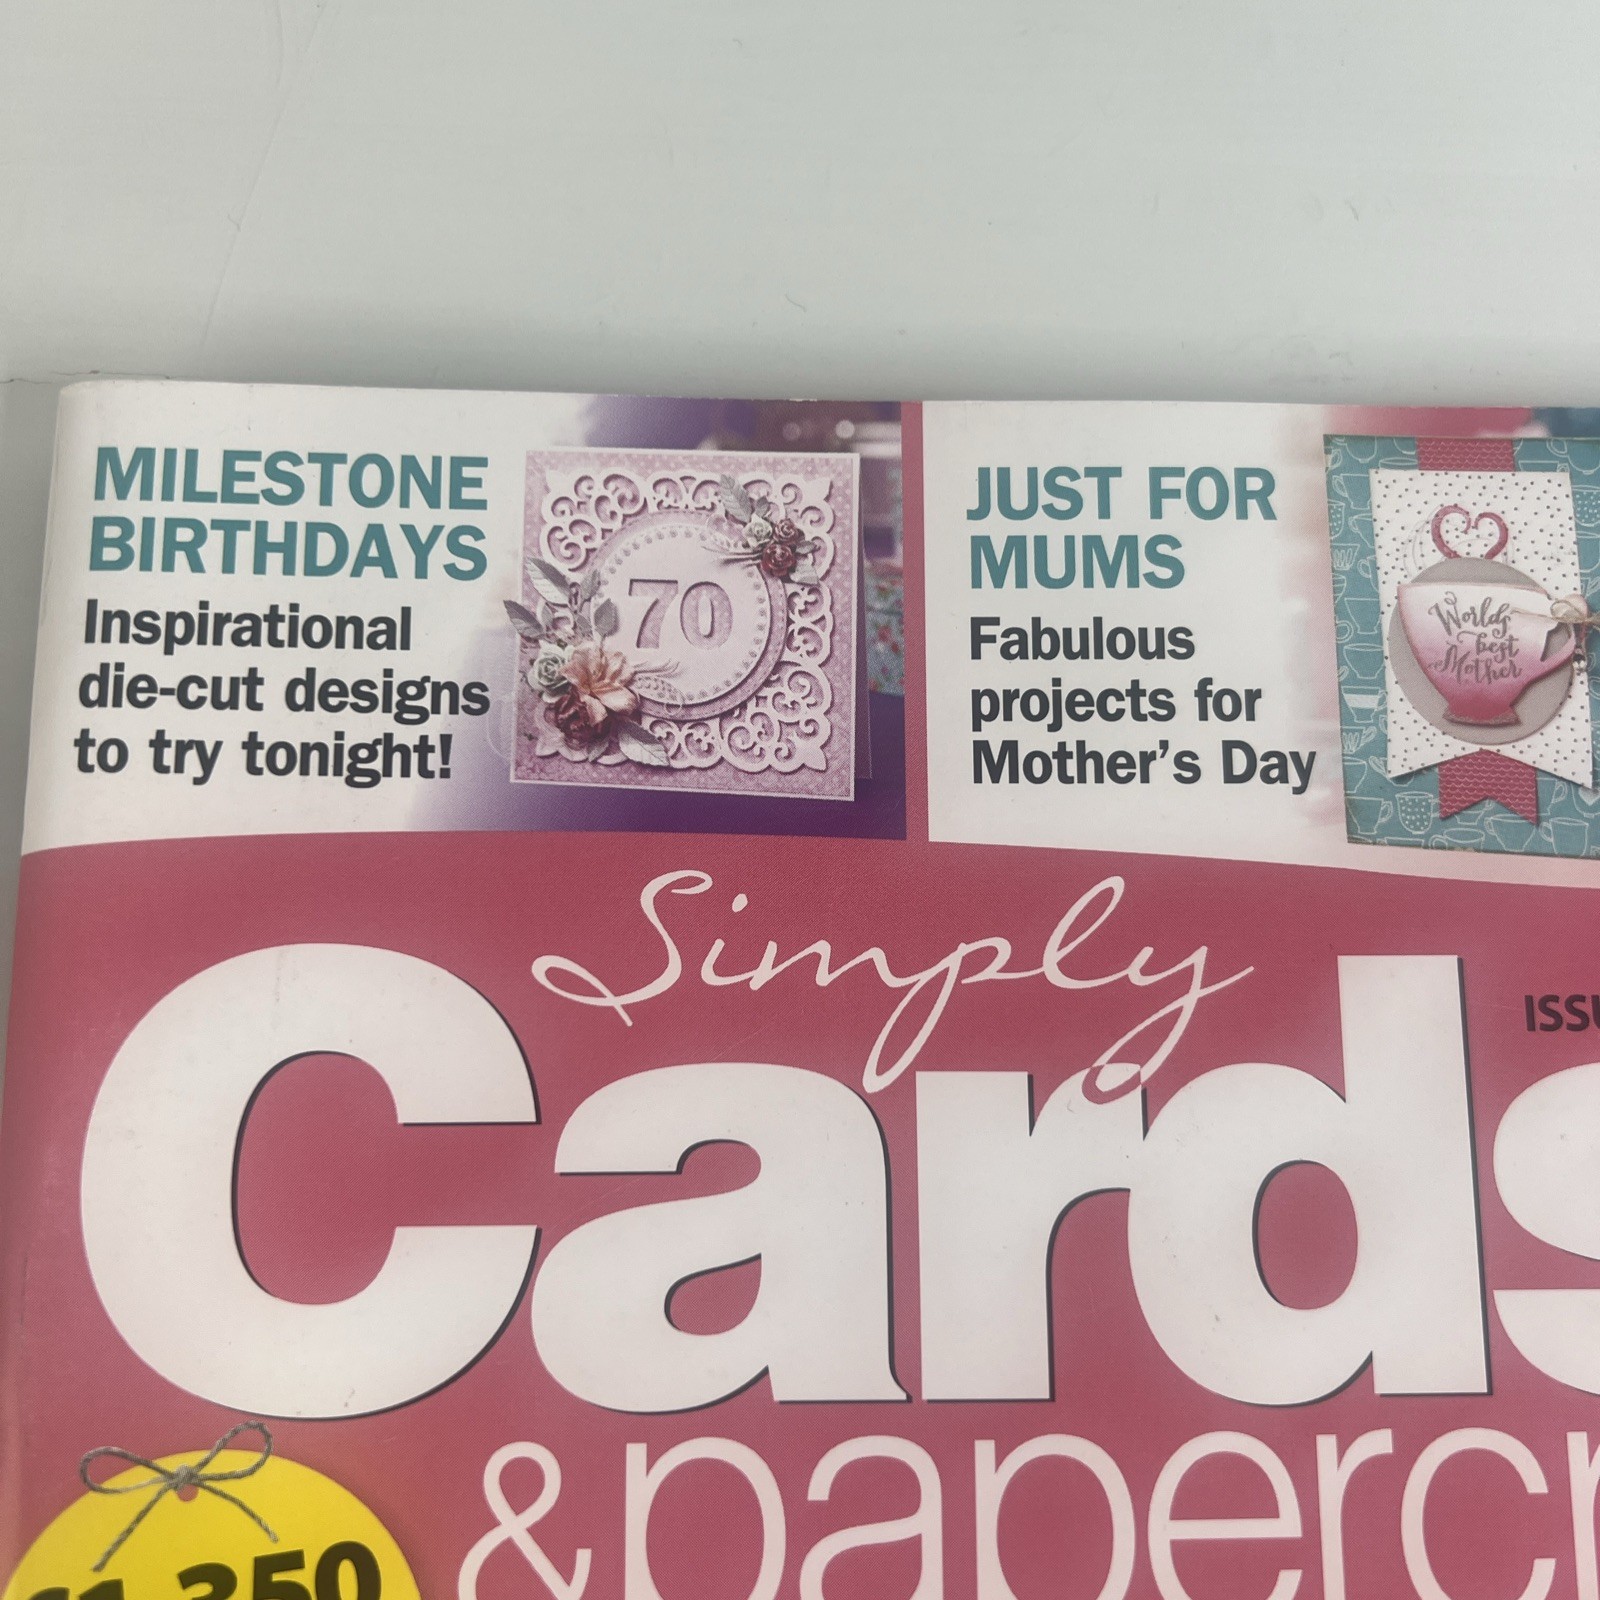 MILESTONE
BIRTHDAYS
Inspirational
die-cut designs
to try tonight!
70
JUST FOR
MUMS
Fabulous
projects for
Mother's Day
World's
best
Mother
Simply
Cards
&paperc